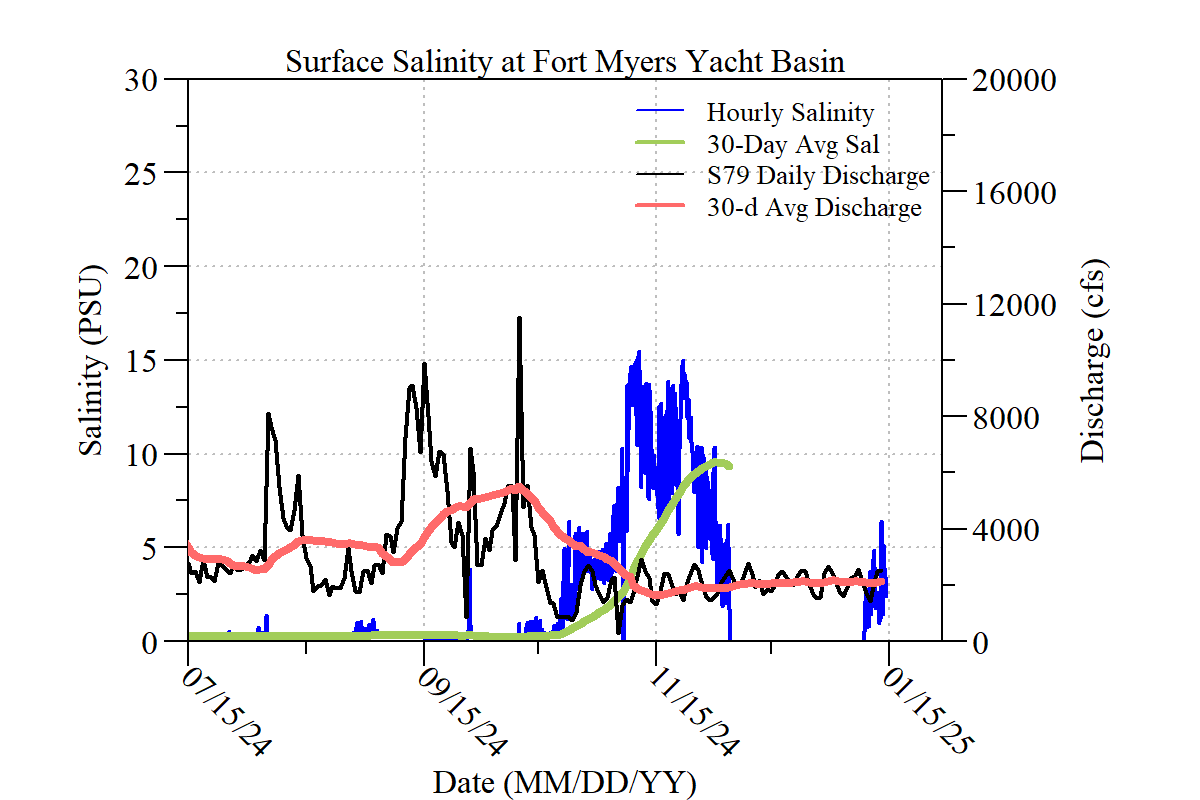 Surface Salinity at Fort Myers Yacht Basin
30
25
20
15
10
5
0
Salinity (PSU)
Hourly Salinity
30-Day Avg Sal
S79 Daily Discharge
30-d Avg Discharge
20000
16000
12000
8000
4000
0
Discharge (cfs)
07/15/24
09/15/24
11/15/24
01/15/25
Date (MM/DD/YY)